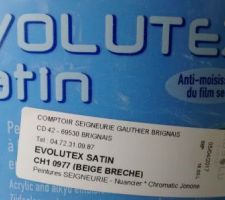 VOLUTEX
atin
Anti-moisis
du film se
COMPTOIR SEIGNEURIE GAUTHIER BRIGNAIS
CD 42 - 69530 BRIGNAIS
Tel : 04.72.31.09.87
EVOLUTEX SATIN
CH1 0977 (BEIGE BRECHE)
Peintures SEIGNEURIE - Nuancier * Chromatic Jonone
Acrylic and alkyd